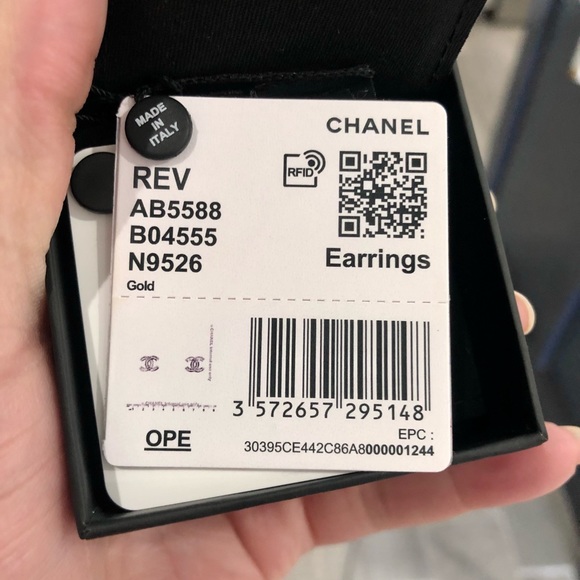 MADE
IN
ITALY
CHANEL
RFID
REV
AB5588
B04555
N9526
Gold
Earrings
3 572657 295148
OPE
EPC :
30395CE442C86A8000001244